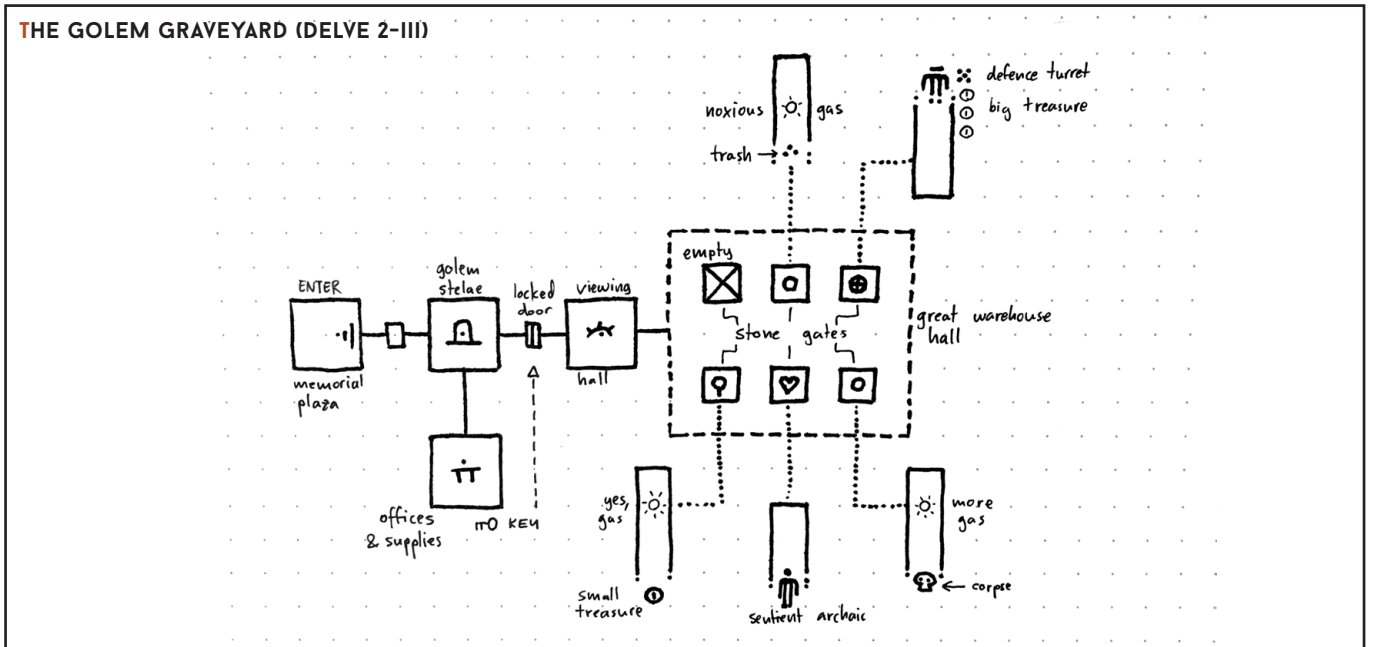 THE GOLEM GRAVEYARD (DELVE 2-III)
noxious gas
trash
defence turret
big treasure
ENTER
memorial
plaza
golem
stelae
locked
door
viewing
hall
empty
stone gates
great warehouse
hall
offices
& supplies
KEY
yes,
gas
small
treasure
sentient archaic
more
gas
corpse